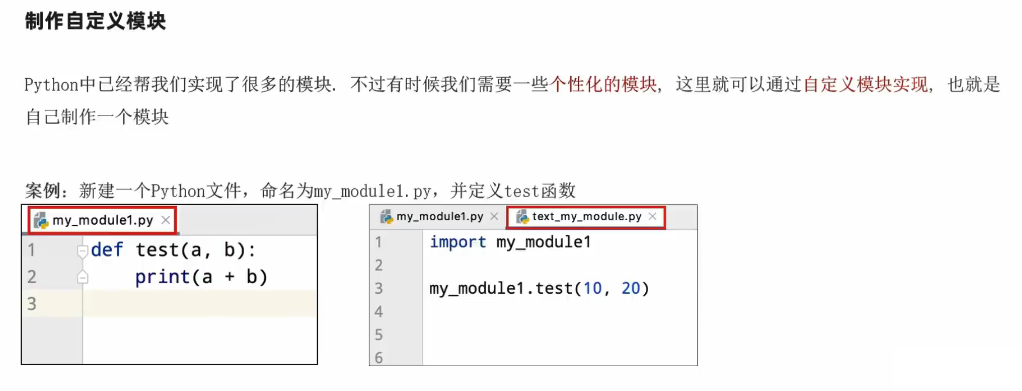 制作自定义模块
Python中已经帮我们实现了很多的模块. 不过有时候我们需要一些个性化的模块, 这里就可以通过自定义模块实现, 也就是
自己制作一个模块
案例：新建一个Python文件，命名为my_module1.py，并定义test函数
my_module1.py ×
1 def test(a, b):
2     print(a + b)
3
my_module1.py × text_my_module.py ×
1 import my_module1
2
3 my_module1.test(10, 20)
4
5
6